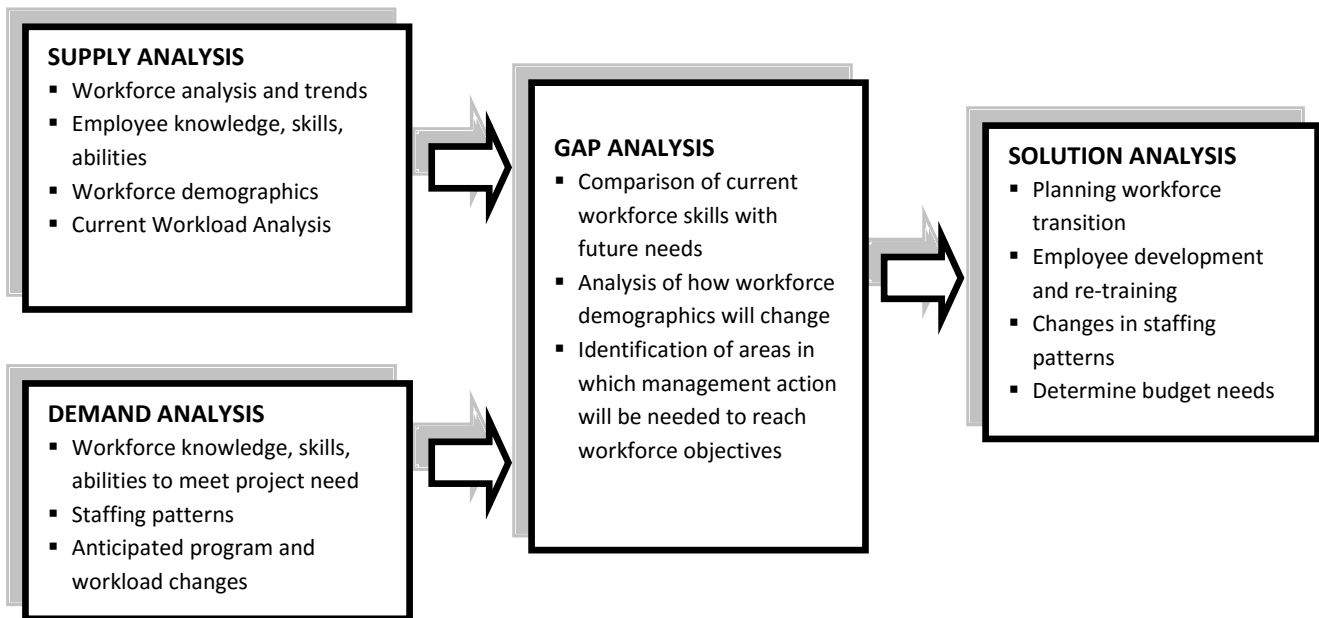 SUPPLY ANALYSIS
▪ Workforce analysis and trends
▪ Employee knowledge, skills,
abilities
▪ Workforce demographics
▪ Current Workload Analysis
DEMAND ANALYSIS
▪ Workforce knowledge, skills,
abilities to meet project need
▪ Staffing patterns
▪ Anticipated program and
workload changes
GAP ANALYSIS
▪ Comparison of current
workforce skills with
future needs
▪ Analysis of how workforce
demographics will change
▪ Identification of areas in
which management action
will be needed to reach
workforce objectives
SOLUTION ANALYSIS
▪ Planning workforce
transition
▪ Employee development
and re-training
▪ Changes in staffing
patterns
▪ Determine budget needs